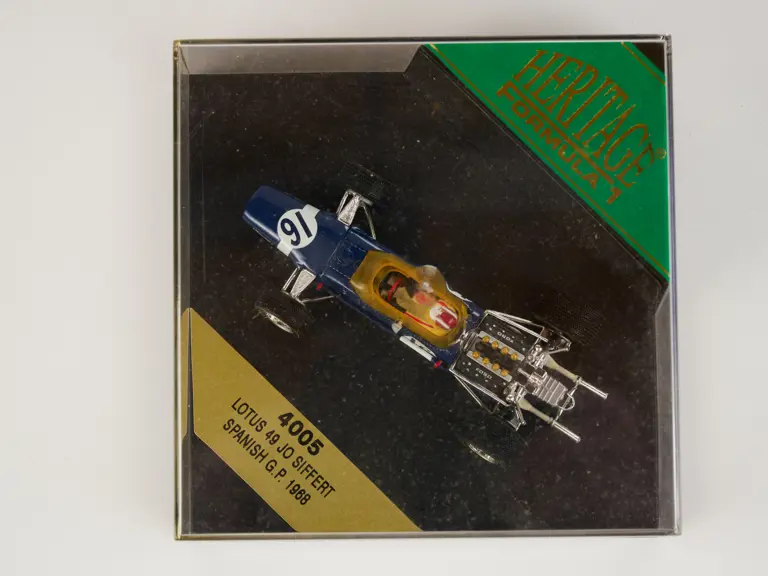 HERITAGE®
FORMULA 1
16
4005
LOTUS 49 JO SIFFERT
SPANISH G.P. 1968